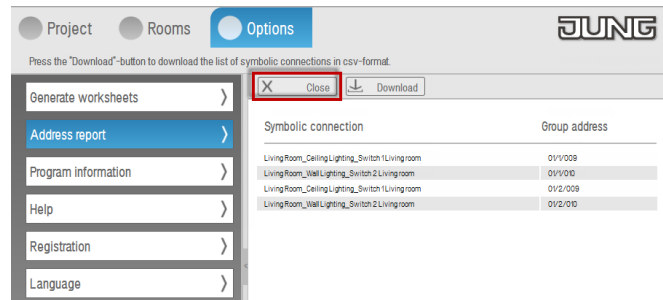 Project Rooms Options JUNG
Press the "Download"-button to download the list of symbolic connections in csv-format.
Generate worksheets
Address report
Program information
Help
Registration
Language
X Close Download
Symbolic connection Group address
Living Room_Ceiling Lighting_Switch 1 Living room 01/1/009
Living Room_Wall Lighting_Switch 2 Living room 01/1/010
Living Room_Ceiling Lighting_Switch 1 Living room 01/2/009
Living Room_Wall Lighting_Switch 2 Living room 01/2/010